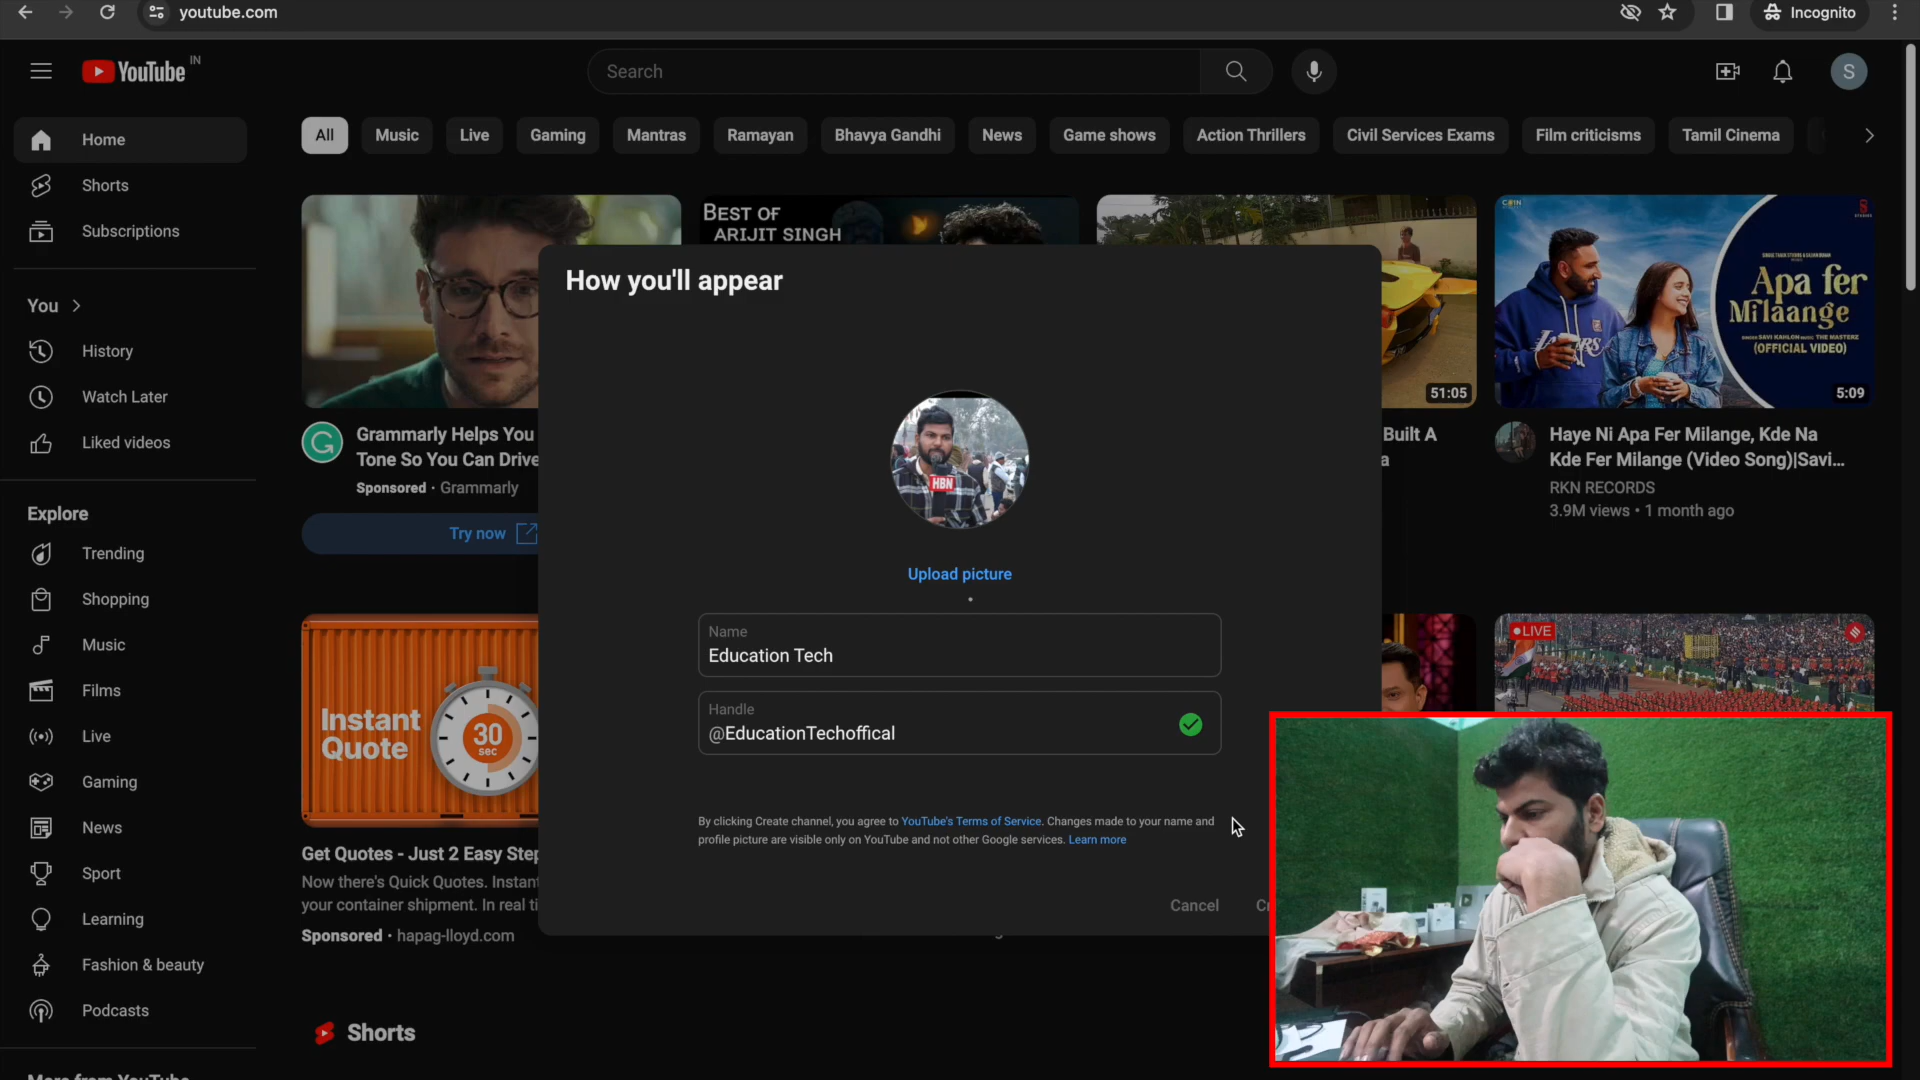 youtube.com
Incognito
YouTube IN
Search
S
All
Music
Live
Gaming
Mantras
Ramayan
Bhavya Gandhi
News
Game shows
Action Thrillers
Civil Services Exams
Film criticisms
Tamil Cinema
Home
Shorts
Subscriptions
You
History
Watch Later
Liked videos
Explore
Trending
Shopping
Music
Films
Live
Gaming
News
Sport
Learning
Fashion & beauty
Podcasts
More from YouTube
Grammarly Helps You
Tone So You Can Drive
Sponsored • Grammarly
Try now
BEST OF
ARIJIT SINGH
51:05
Built A
a
Apa fer
Milaange
(OFFICIAL VIDEO)
5:09
Haye Ni Apa Fer Milange, Kde Na
Kde Fer Milange (Video Song)|Savi...
RKN RECORDS
3.9M views • 1 month ago
How you'll appear
HBN
Upload picture
Name
Education Tech
Handle
@EducationTechoffical
By clicking Create channel, you agree to YouTube's Terms of Service. Changes made to your name and
profile picture are visible only on YouTube and not other Google services. Learn more
Cancel
Instant
Quote
30
sec
Get Quotes - Just 2 Easy Step
Now there's Quick Quotes. Instant
your container shipment. In real ti
Sponsored • hapag-lloyd.com
LIVE
Shorts